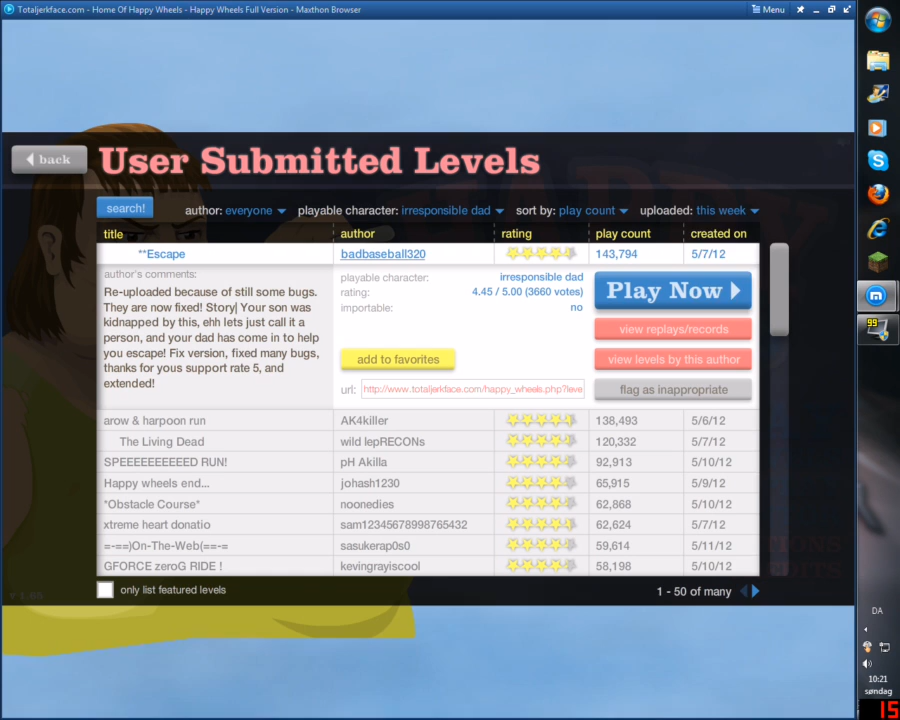 Totaljerkface.com - Home Of Happy Wheels - Happy Wheels Full Version - Maxthon Browser
Menu
back
User Submitted Levels
search!
author: everyone
playable character: irresponsible dad
sort by: play count
uploaded: this week
title author rating play count created on
**Escape badbaseball320 143,794 5/7/12
author's comments:
Re-uploaded because of still some bugs.
They are now fixed! Story| Your son was
kidnapped by this, ehh lets just call it a
person, and your dad has come in to help
you escape! Fix version, fixed many bugs,
thanks for yous support rate 5, and
extended!
playable character: irresponsible dad
rating: 4.45 / 5.00 (3660 votes)
importable: no
add to favorites
url: http://www.totaljerkface.com/happy_wheels.php?leve
Play Now
view replays/records
view levels by this author
flag as inappropriate
arow & harpoon run AK4killer 138,493 5/6/12
The Living Dead wild lepRECONs 120,332 5/7/12
SPEEEEEEEEED RUN! pH Akilla 92,913 5/10/12
Happy wheels end... johash1230 65,915 5/9/12
*Obstacle Course* noonedies 62,868 5/10/12
xtreme heart donatio sam12345678998765432 62,624 5/7/12
=-==)On-The-Web(==-= sasukerap0s0 59,614 5/11/12
GFORCE zeroG RIDE ! kevingrayiscool 58,198 5/10/12
only list featured levels
1 - 50 of many
99
DA
10:21
søndag
15